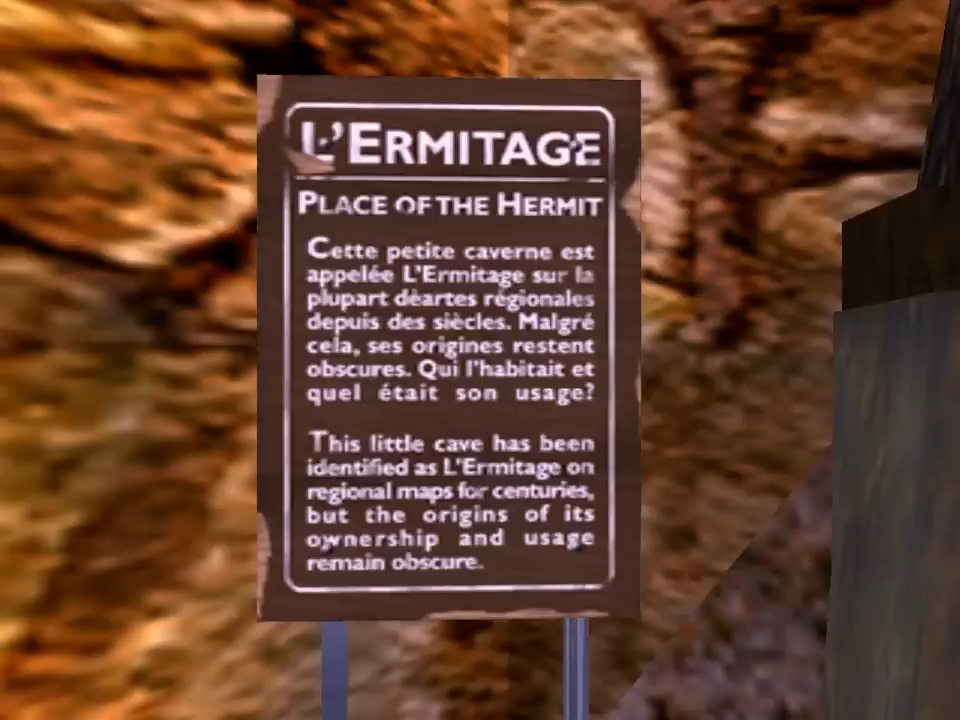 L'ERMITAGE
PLACE OF THE HERMIT
Cette petite caverne est
appelée L'Ermitage sur la
plupart dèartes régionales
depuis des siècles. Malgré
cela, ses origines restent
obscures. Qui l'habitait et
quel était son usage?
This little cave has been
identified as L'Ermitage on
regional maps for centuries,
but the origins of its
ownership and usage
remain obscure.